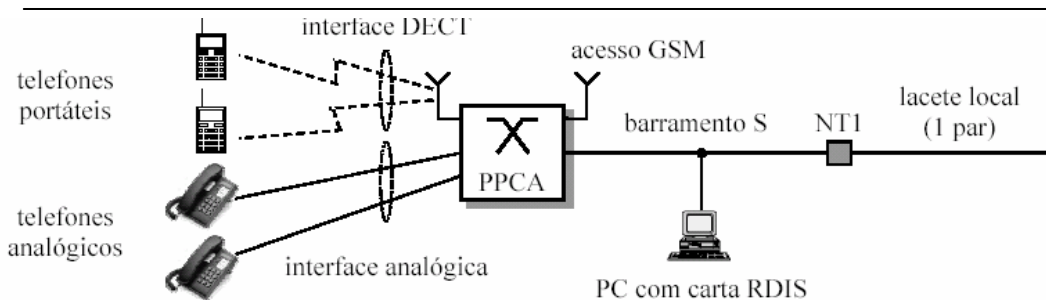 interface DECT
acesso GSM
telefones
portáteis
lacete local
(1 par)
barramento S
NT1
PPCA
telefones
analógicos
interface analógica
PC com carta RDIS